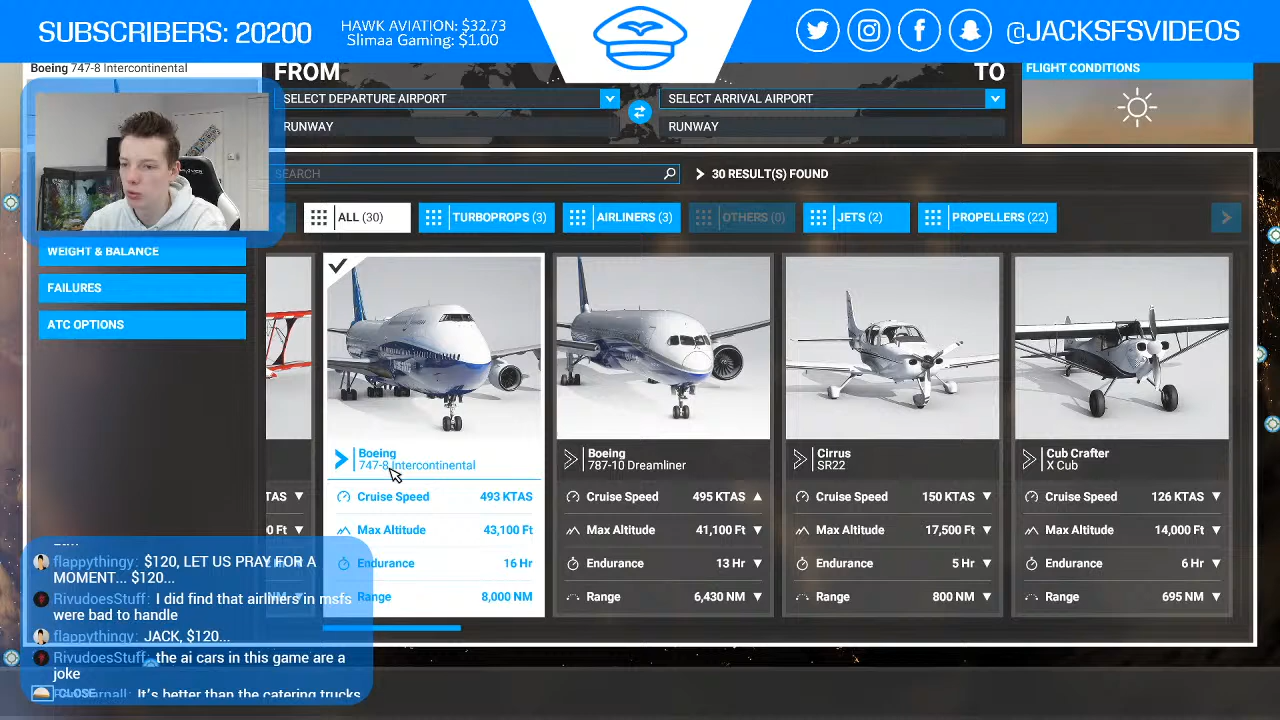 SUBSCRIBERS: 20200
HAWK AVIATION: $32.73
Slimaa Gaming: $1.00
@JACKSFSVIDEOS
Boeing 747-8 Intercontinental
FROM
TO
FLIGHT CONDITIONS
SELECT DEPARTURE AIRPORT
SELECT ARRIVAL AIRPORT
RUNWAY
RUNWAY
SEARCH
30 RESULT(S) FOUND
ALL (30)
TURBOPROPS (3)
AIRLINERS (3)
OTHERS (0)
JETS (2)
PROPELLERS (22)
WEIGHT & BALANCE
FAILURES
ATC OPTIONS
Boeing
747-8 Intercontinental
Cruise Speed 493 KTAS
Max Altitude 43,100 Ft
Endurance 16 Hr
Range 8,000 NM
Boeing
787-10 Dreamliner
Cruise Speed 495 KTAS
Max Altitude 41,100 Ft
Endurance 13 Hr
Range 6,430 NM
Cirrus
SR22
Cruise Speed 150 KTAS
Max Altitude 17,500 Ft
Endurance 5 Hr
Range 800 NM
Cub Crafter
X Cub
Cruise Speed 126 KTAS
Max Altitude 14,000 Ft
Endurance 6 Hr
Range 695 NM
TAS
0 Ft
flappythingy: $120, LET US PRAY FOR A
MOMENT... $120...
RivudoesStuff: I did find that airliners in msfs
were bad to handle
flappythingy: JACK, $120...
RivudoesStuff: the ai cars in this game are a
joke
It's better than the catering trucks
CLOSE